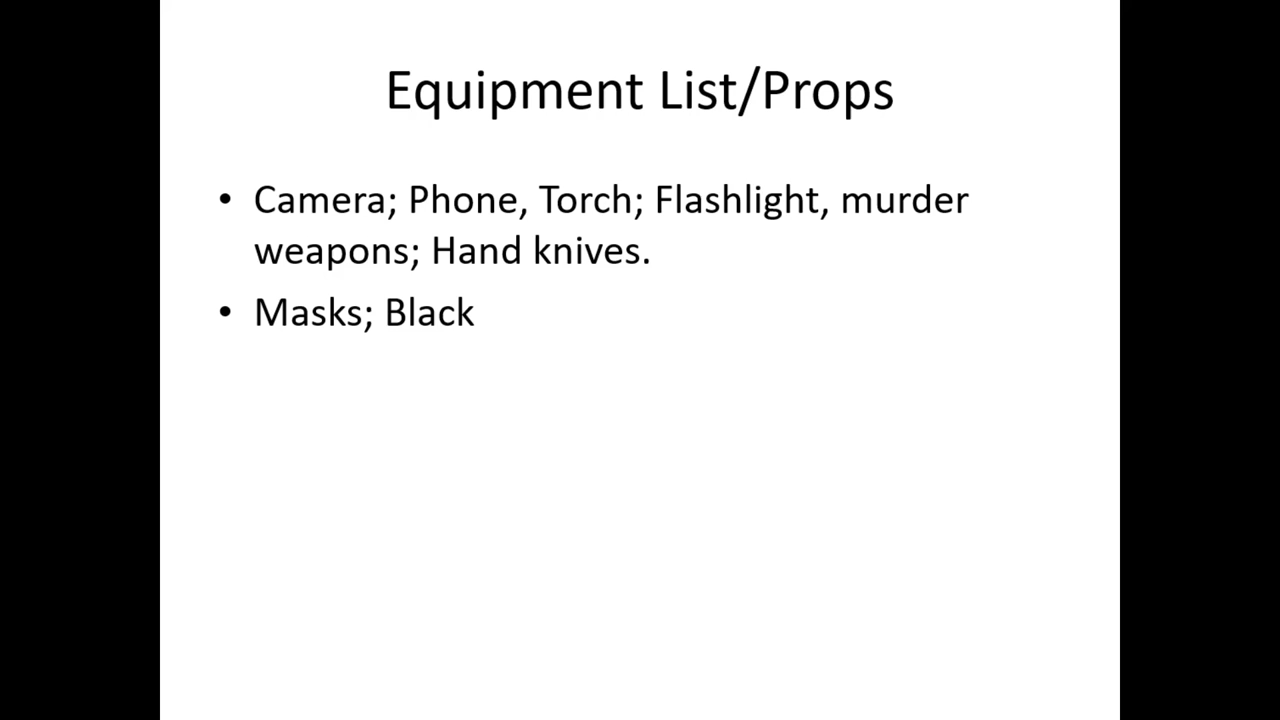 Equipment List/Props
• Camera; Phone, Torch; Flashlight, murder
weapons; Hand knives.
• Masks; Black